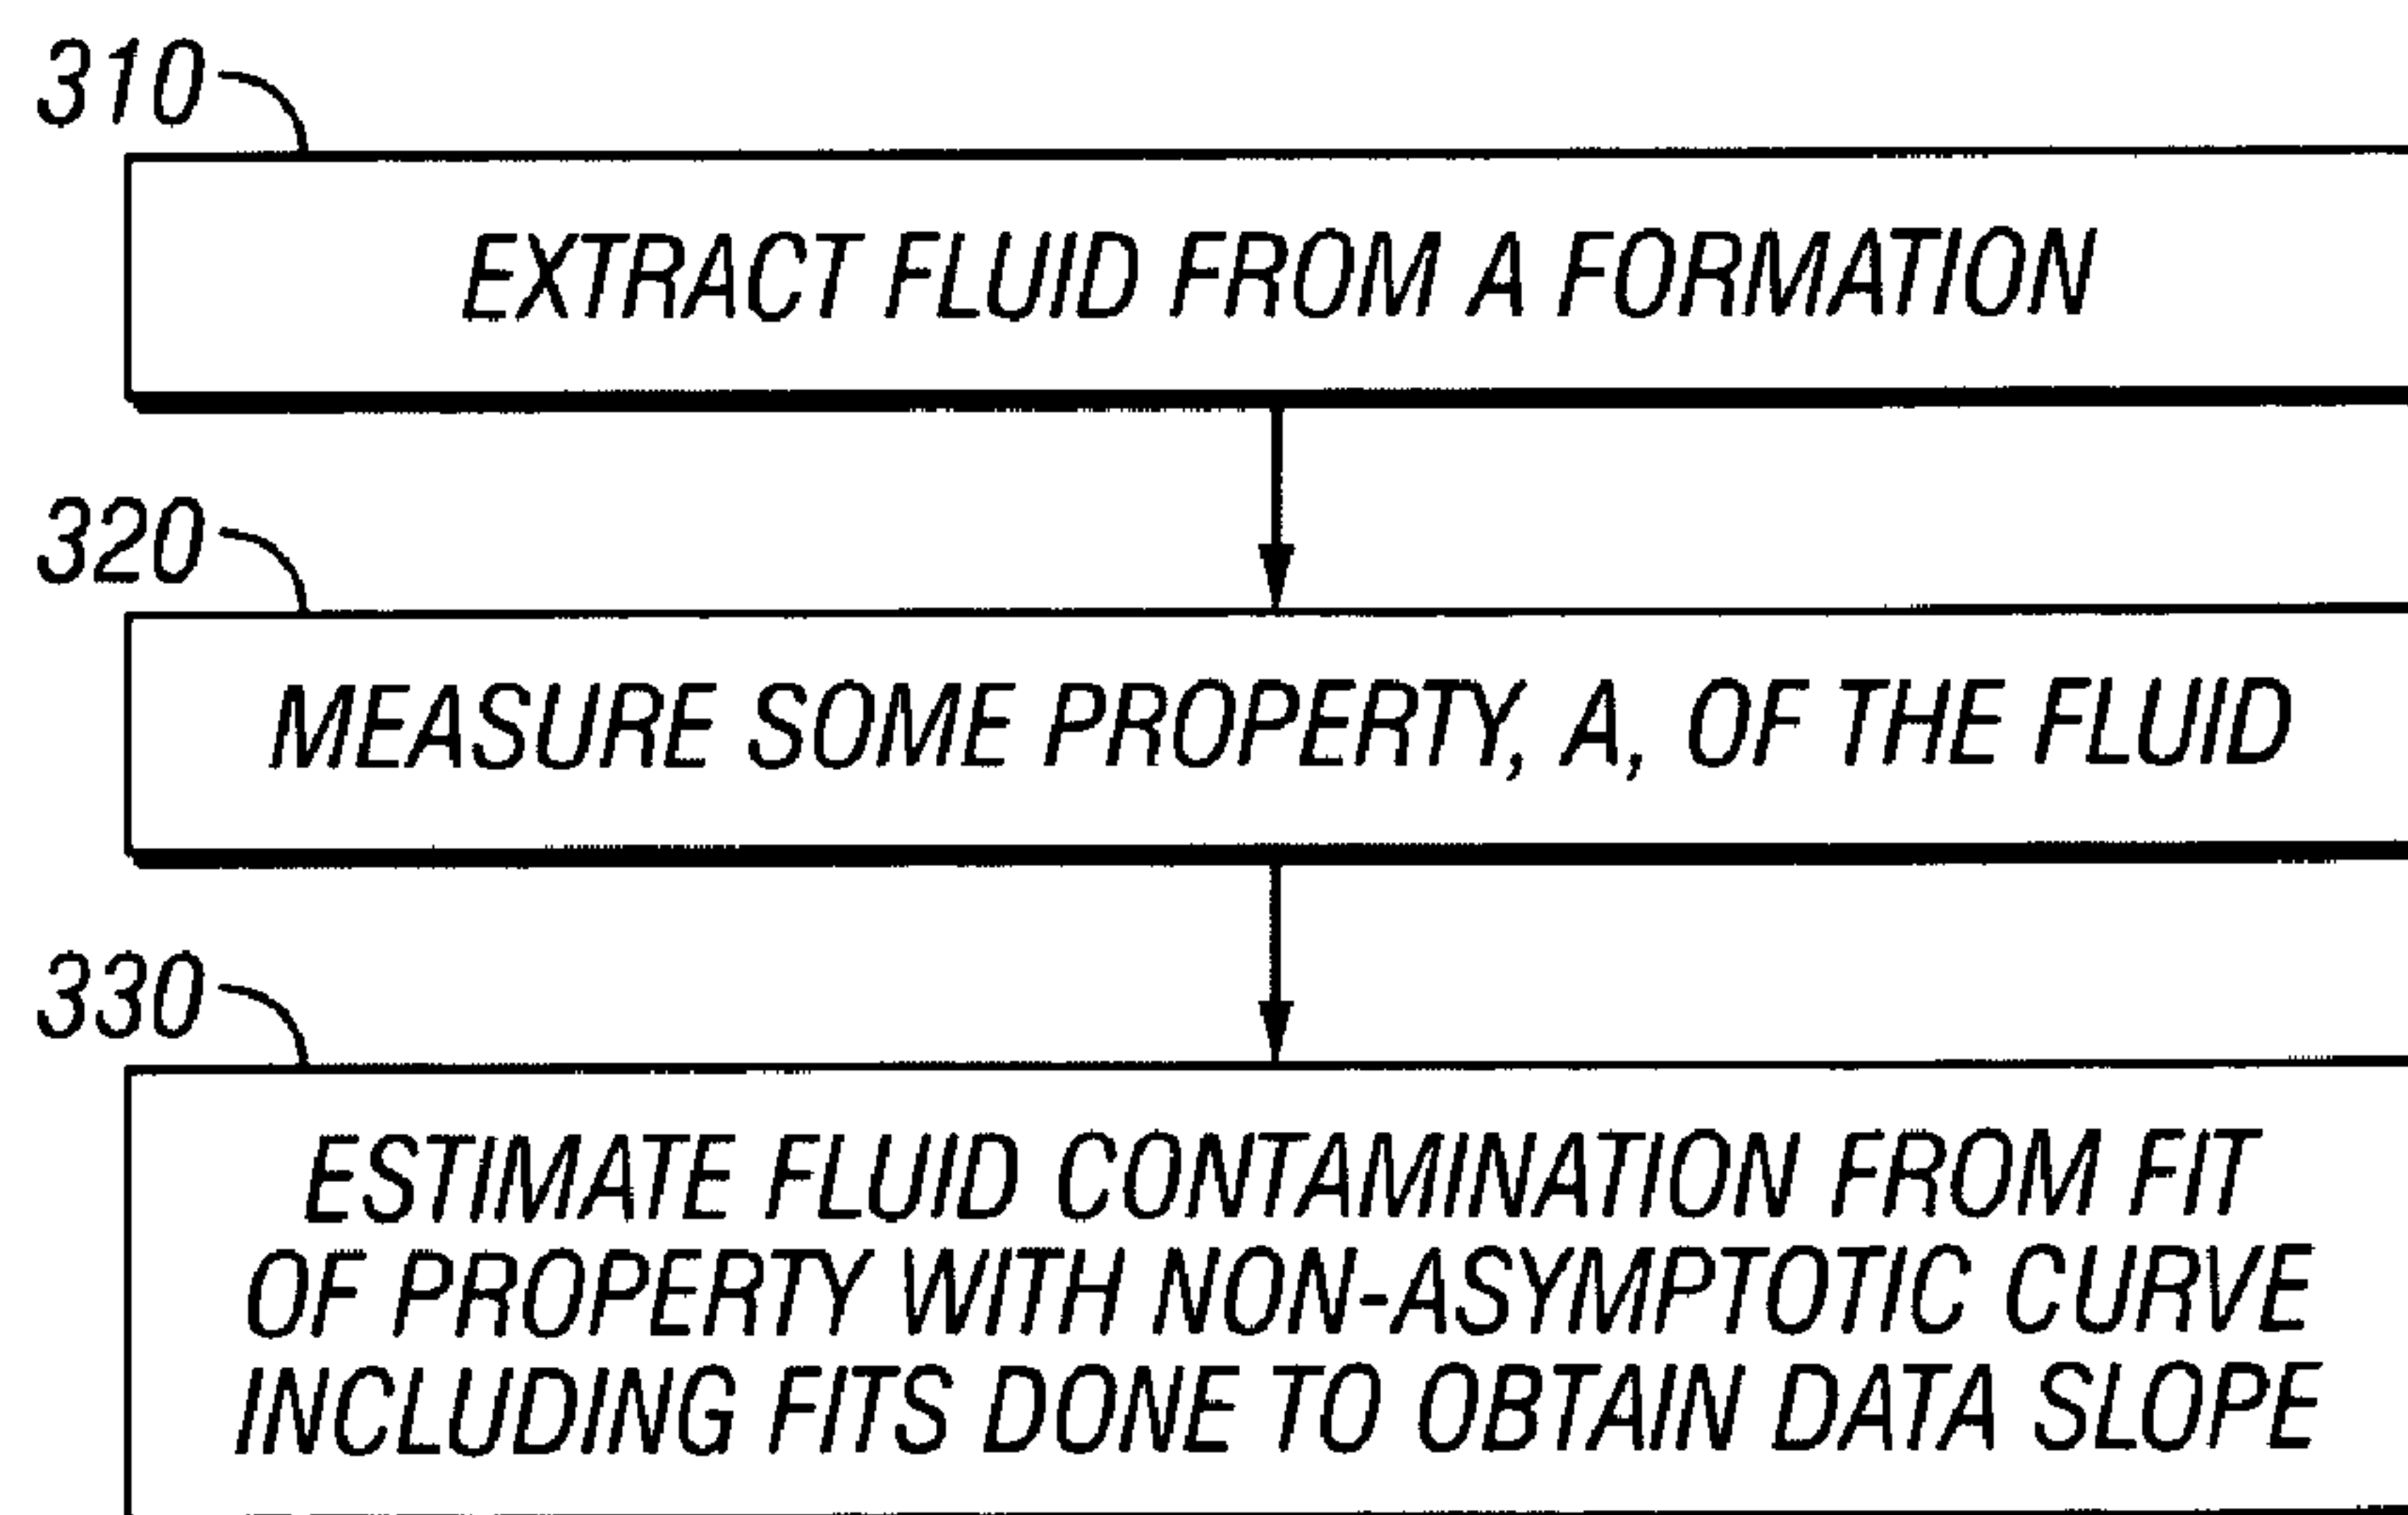 310
EXTRACT FLUID FROM A FORMATION
320
MEASURE SOME PROPERTY, A, OF THE FLUID
330
ESTIMATE FLUID CONTAMINATION FROM FIT
OF PROPERTY WITH NON-ASYMPTOTIC CURVE
INCLUDING FITS DONE TO OBTAIN DATA SLOPE